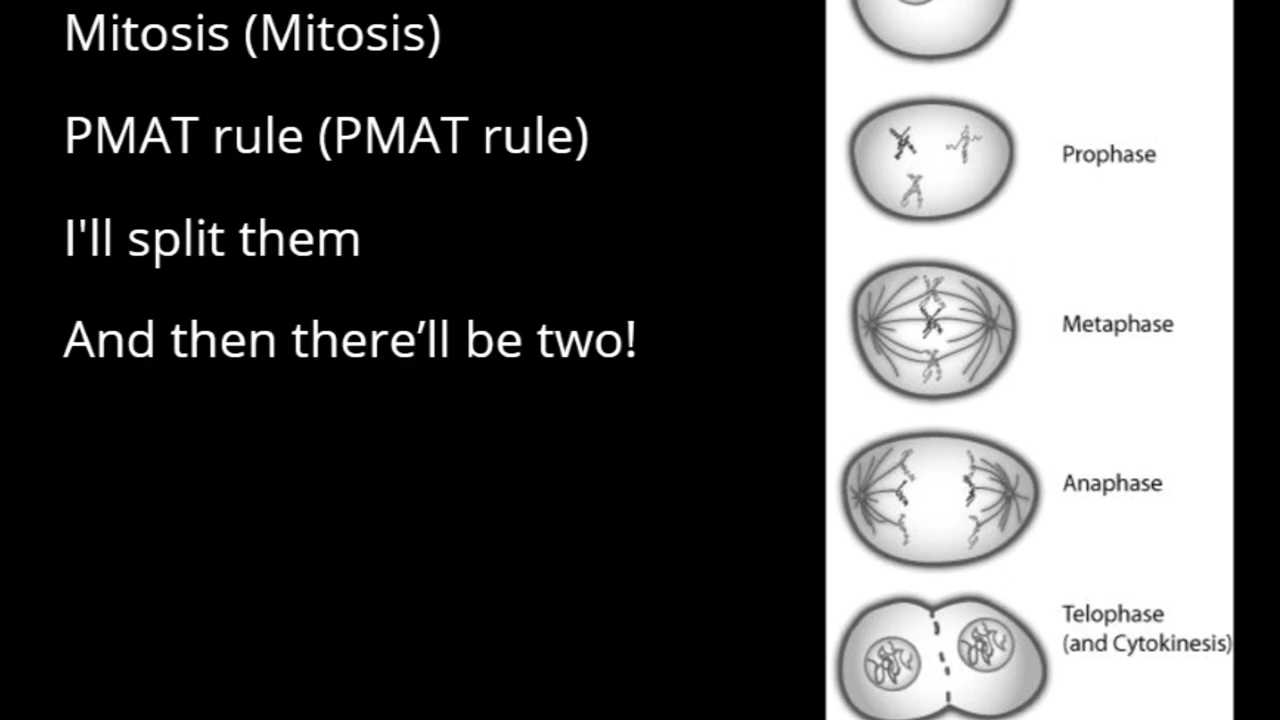 Mitosis (Mitosis)
PMAT rule (PMAT rule)
I'll split them
And then there’ll be two!
Prophase
Metaphase
Anaphase
Telophase
(and Cytokinesis)